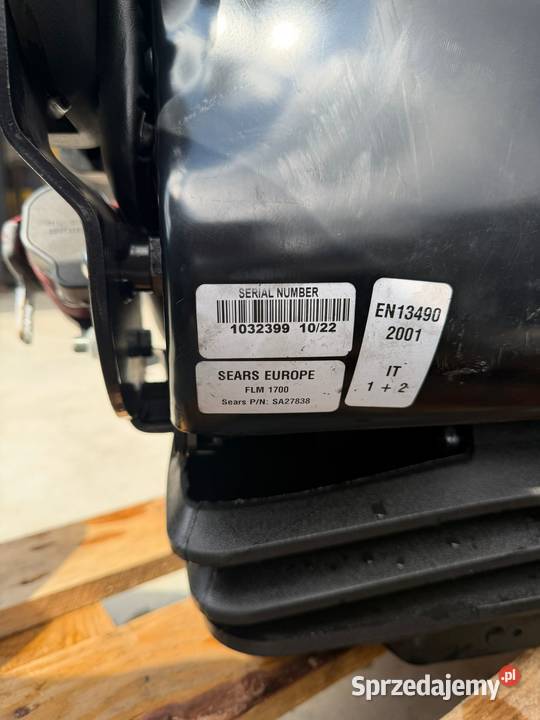 SERIAL NUMBER
1032399 10/22
SEARS EUROPE
FLM 1700
Sears P/N: SA27838
EN13490
2001
IT
1 + 2
Sprzedajemy.pl